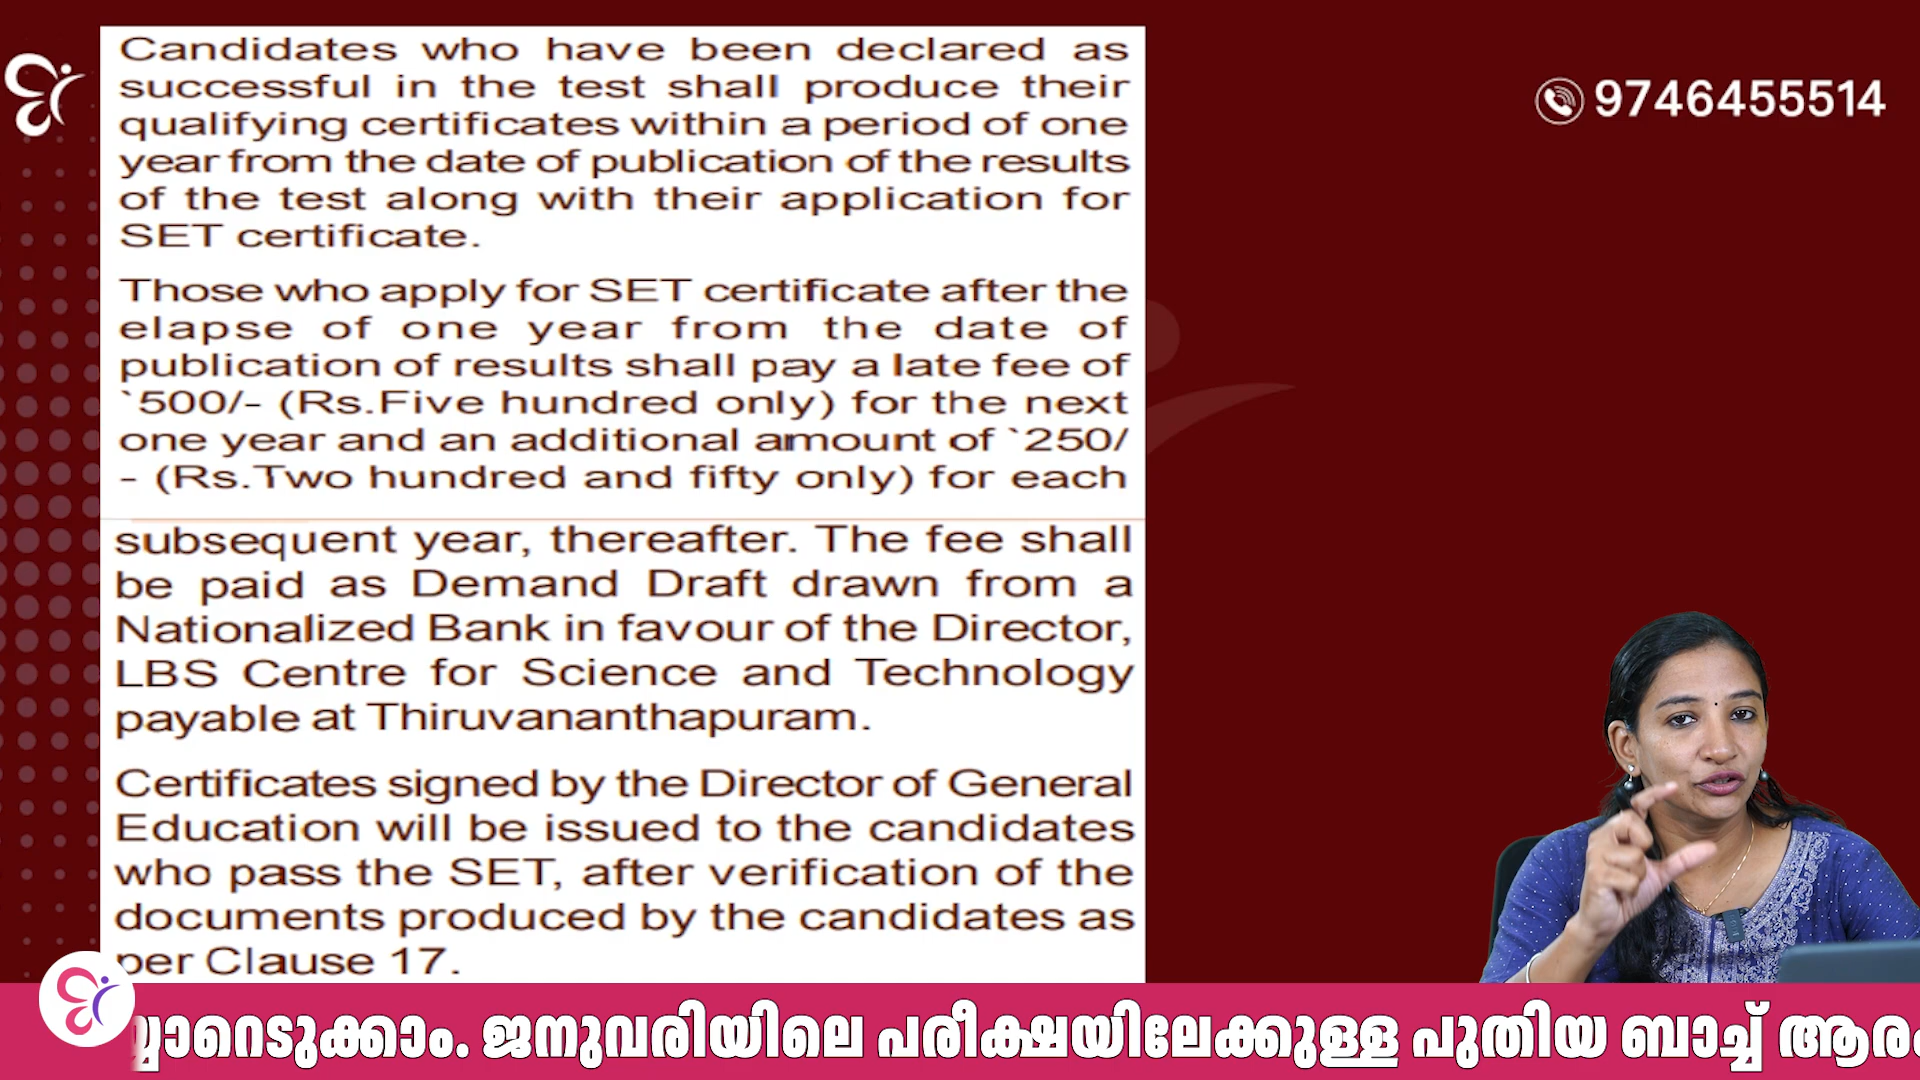 Candidates who have been declared as
successful in the test shall produce their
qualifying certificates within a period of one
year from the date of publication of the results
of the test along with their application for
SET certificate.
Those who apply for SET certificate after the
elapse of one year from the date of
publication of results shall pay a late fee of
`500/- (Rs.Five hundred only) for the next
one year and an additional amount of `250/
- (Rs.Two hundred and fifty only) for each
subsequent year, thereafter. The fee shall
be paid as Demand Draft drawn from a
Nationalized Bank in favour of the Director,
LBS Centre for Science and Technology
payable at Thiruvananthapuram.
Certificates signed by the Director of General
Education will be issued to the candidates
who pass the SET, after verification of the
documents produced by the candidates as
per Clause 17.
9746455514
ജനുവരിയിലെ പരീക്ഷയിലേക്കുള്ള പുതിയ ബാച്ച്